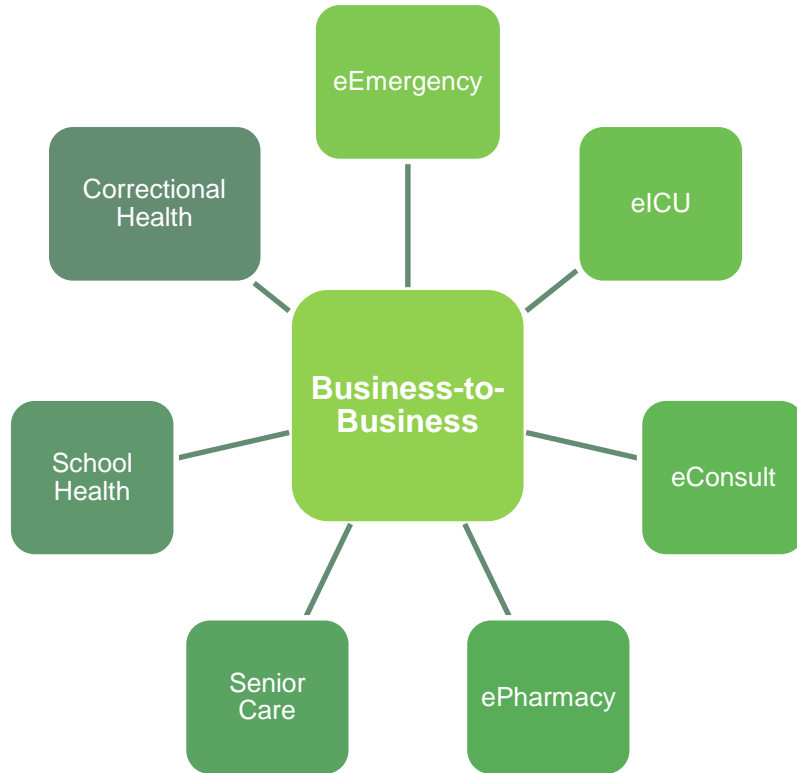 eEmergency
eICU
eConsult
ePharmacy
Senior
Care
School
Health
Correctional
Health
Business-to-
Business